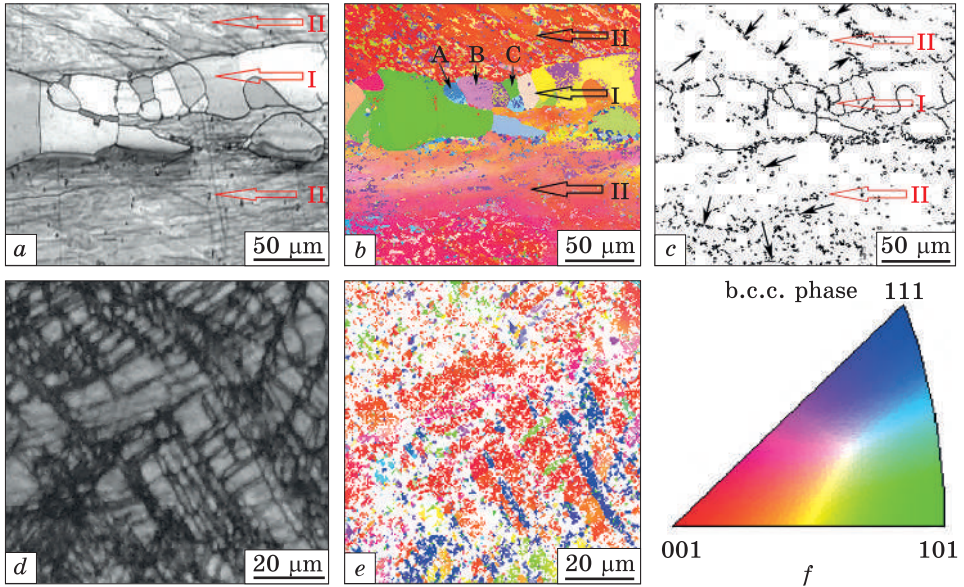 II
I
II
a
50 μm
A B C
II
I
II
b
50 μm
II
I
II
c
50 μm
d
20 μm
e
20 μm
b.c.c. phase 111
001 101
f